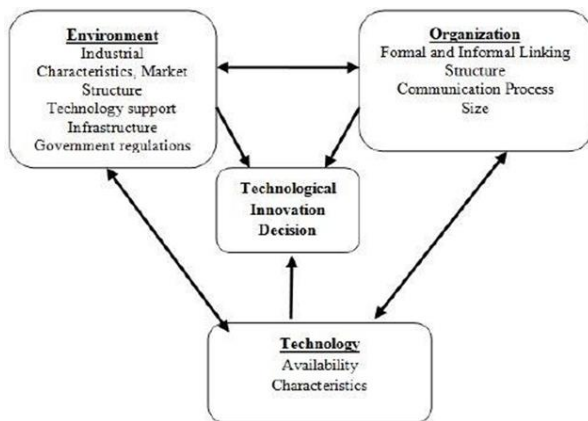 Environment
Industrial
Characteristics, Market
Structure
Technology support
Infrastructure
Government regulations
Organization
Formal and Informal Linking
Structure
Communication Process
Size
Technological
Innovation
Decision
Technology
Availability
Characteristics